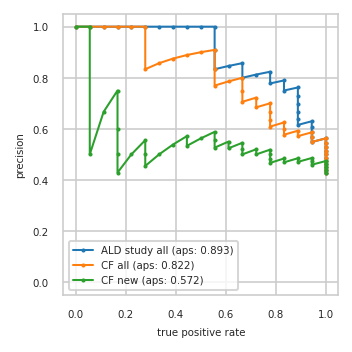 1.0
0.8
0.6
0.4
0.2
0.0
precision
ALD study all (aps: 0.893)
CF all (aps: 0.822)
CF new (aps: 0.572)
0.0 0.2 0.4 0.6 0.8 1.0
true positive rate